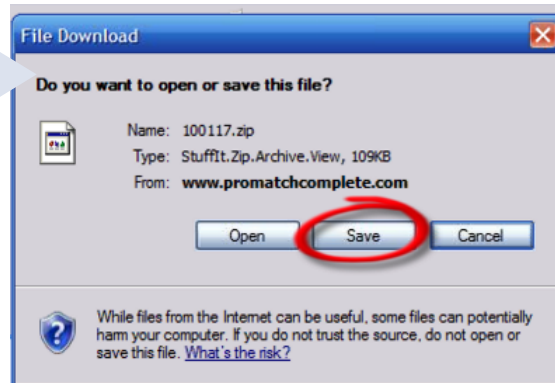 File Download
Do you want to open or save this file?
Name: 100117.zip
Type: StuffIt.Zip.Archive.View, 109KB
From: www.promatchcomplete.com
Open Save Cancel
While files from the Internet can be useful, some files can potentially
harm your computer. If you do not trust the source, do not open or
save this file. What's the risk?